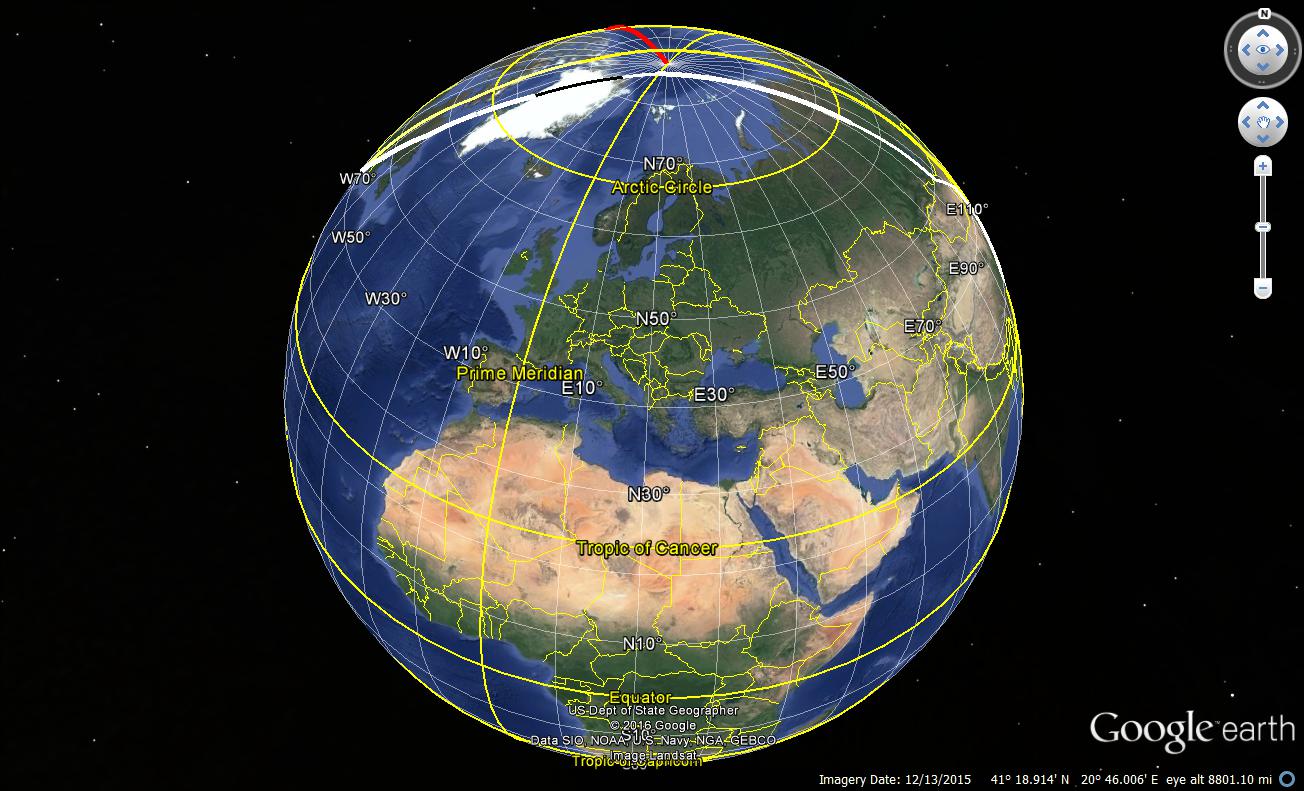 N
W70°
N70°
Arctic Circle
E110°
W50°
E90°
W30°
N50°
E70°
W10°
Prime Meridian
E10°
E30°
E50°
N30°
Tropic of Cancer
N10°
Equator
US Dept of State Geographer
© 2016 Google
S10°
Data SIO, NOAA, U.S. Navy, NGA, GEBCO
Image Landsat
Tropic of Capricorn
Google earth
Imagery Date: 12/13/2015 41° 18.914' N 20° 46.006' E eye alt 8801.10 mi